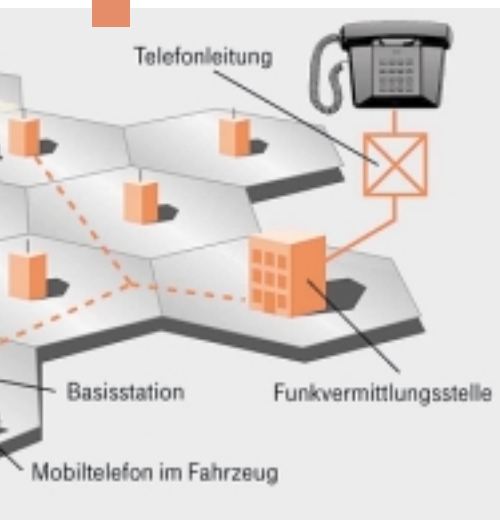 Telefonleitung
Basisstation
Funkvermittlungsstelle
Mobiltelefon im Fahrzeug